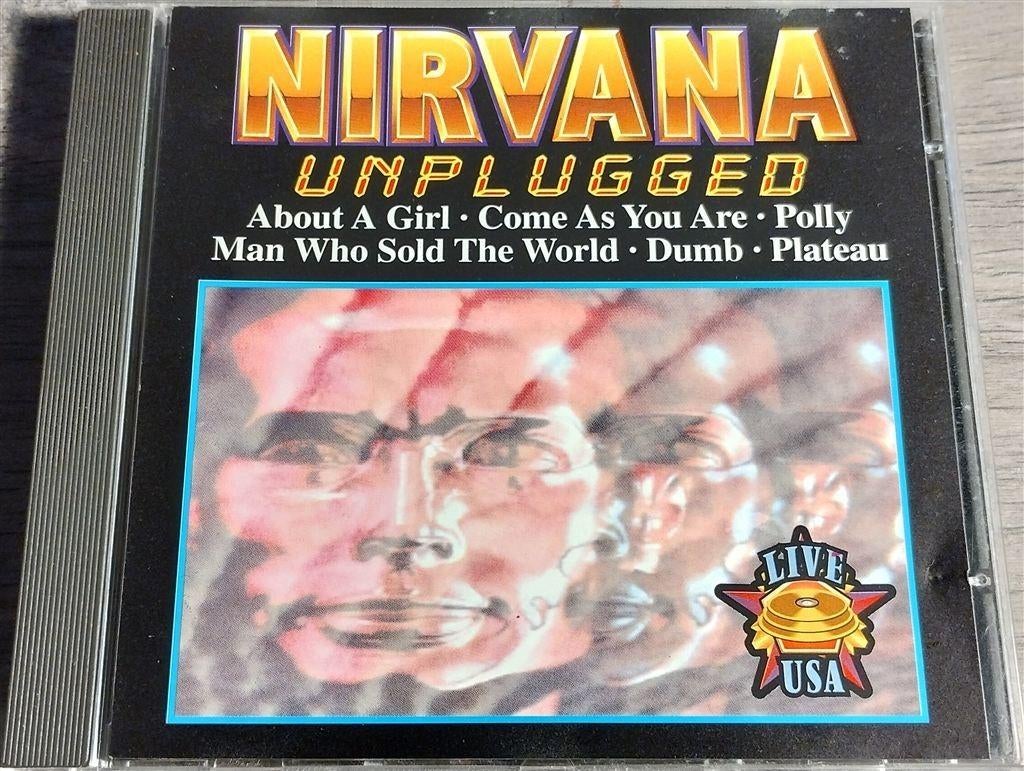 NIRVANA
UNPLUGGED
About A Girl · Come As You Are · Polly
Man Who Sold The World · Dumb · Plateau
LIVE
USA